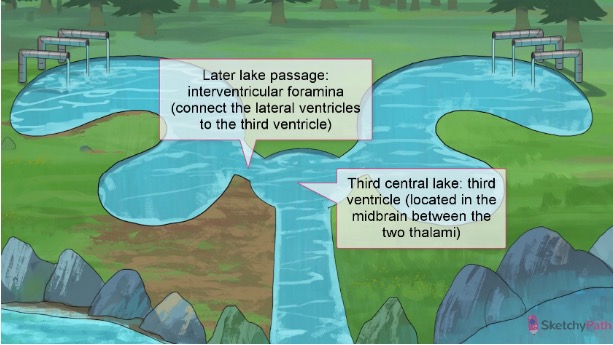 Later lake passage:
interventricular foramina
(connect the lateral ventricles
to the third ventricle)
Third central lake: third
ventricle (located in the
midbrain between the
two thalami)
SketchyPath